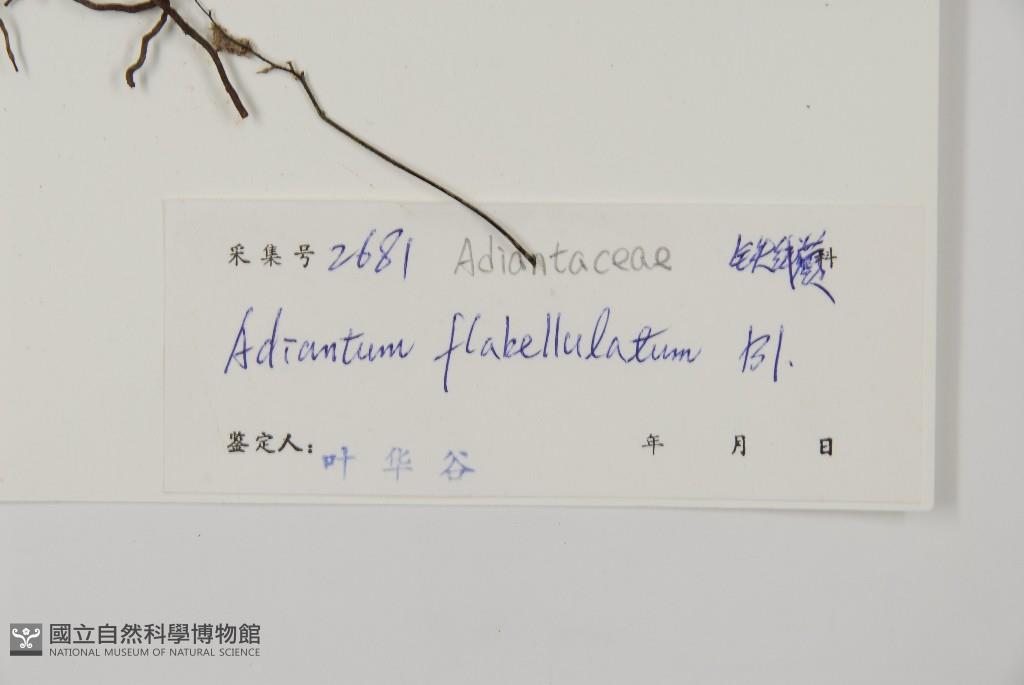 采集号 2681 Adiantaceae 铁线蕨科
Adiantum flabellulatum Bl.
鉴定人: 叶华谷 年 月 日
國立自然科學博物館
NATIONAL MUSEUM OF NATURAL SCIENCE